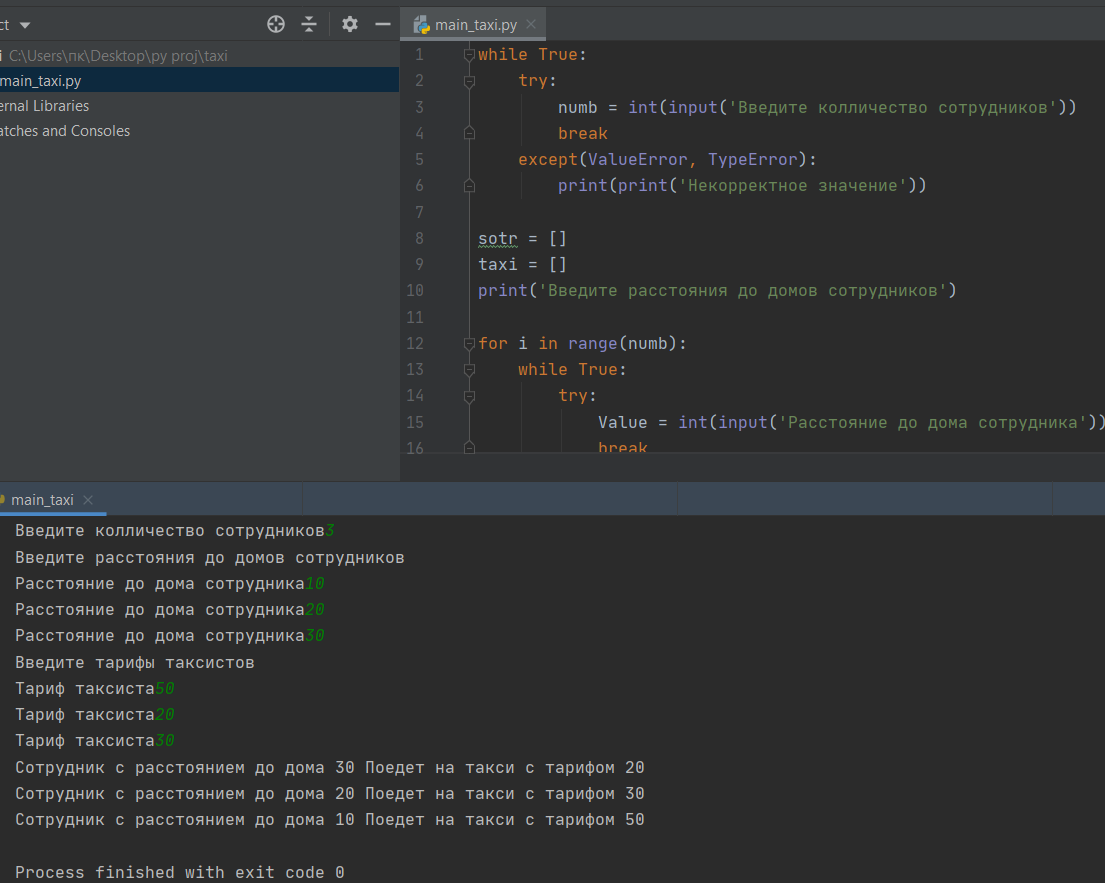 ct
main_taxi.py
i C:\Users\пк\Desktop\py proj\taxi
main_taxi.py
ernal Libraries
atches and Consoles
1 while True:
2 try:
3 numb = int(input('Введите колличество сотрудников'))
4 break
5 except(ValueError, TypeError):
6 print(print('Некорректное значение'))
7
8 sotr = []
9 taxi = []
10 print('Введите расстояния до домов сотрудников')
11
12 for i in range(numb):
13 while True:
14 try:
15 Value = int(input('Расстояние до дома сотрудника'))
16 break
main_taxi
Введите колличество сотрудников3
Введите расстояния до домов сотрудников
Расстояние до дома сотрудника10
Расстояние до дома сотрудника20
Расстояние до дома сотрудника30
Введите тарифы таксистов
Тариф таксиста50
Тариф таксиста20
Тариф таксиста30
Сотрудник с расстоянием до дома 30 Поедет на такси с тарифом 20
Сотрудник с расстоянием до дома 20 Поедет на такси с тарифом 30
Сотрудник с расстоянием до дома 10 Поедет на такси с тарифом 50
Process finished with exit code 0